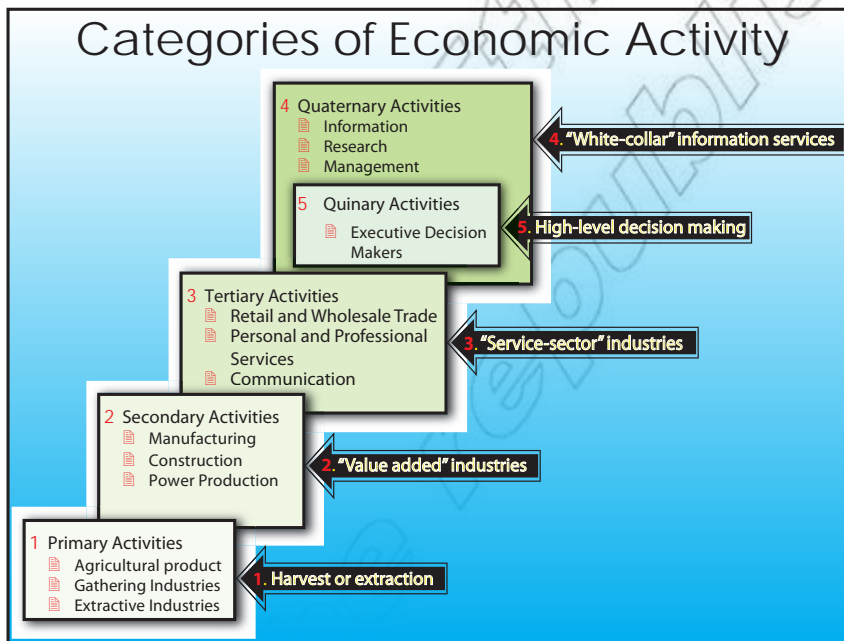 Categories of Economic Activity
4 Quaternary Activities
Information
Research
Management
4. “White-collar” information services
5 Quinary Activities
Executive Decision
Makers
5. High-level decision making
3 Tertiary Activities
Retail and Wholesale Trade
Personal and Professional
Services
Communication
3. “Service-sector” industries
2 Secondary Activities
Manufacturing
Construction
Power Production
2. “Value added” industries
1 Primary Activities
Agricultural product
Gathering Industries
Extractive Industries
1. Harvest or extraction